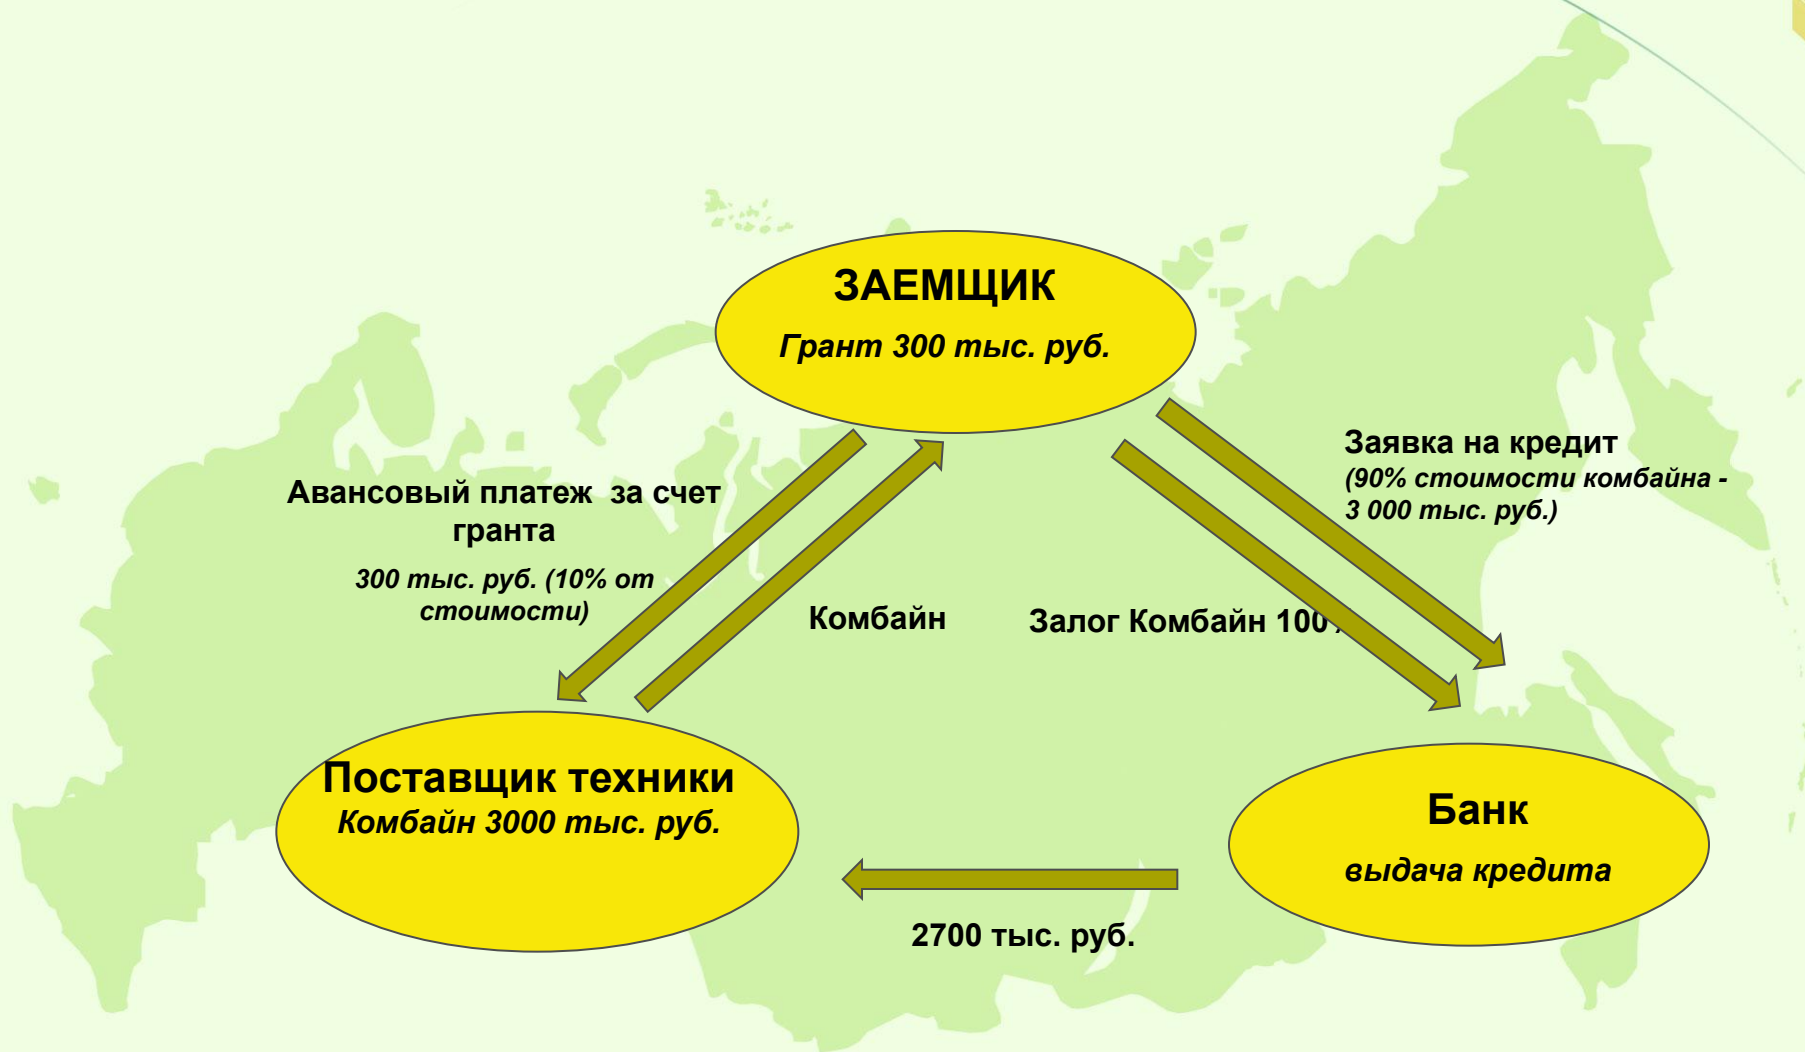 ЗАЕМЩИК
Грант 300 тыс. руб.
Заявка на кредит
(90% стоимости комбайна -
3 000 тыс. руб.)
Авансовый платеж за счет
гранта
300 тыс. руб. (10% от
стоимости)
Комбайн
Залог Комбайн 100%
Поставщик техники
Комбайн 3000 тыс. руб.
Банк
выдача кредита
2700 тыс. руб.